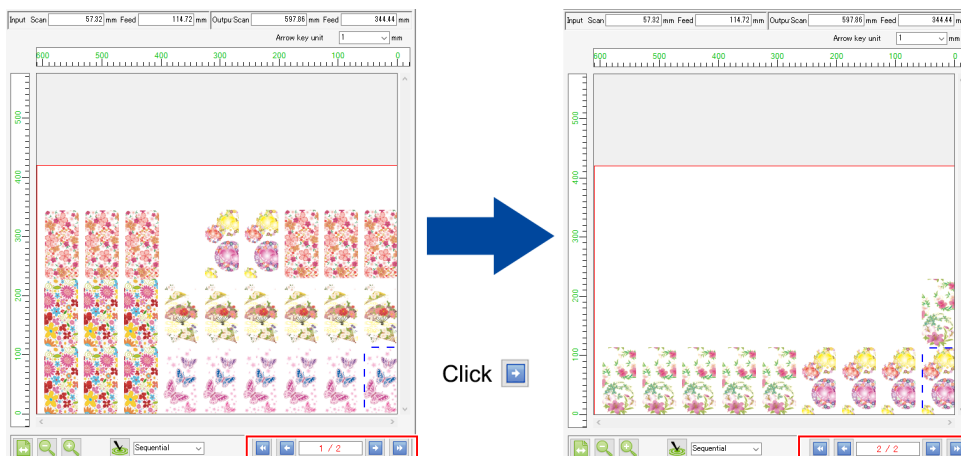 Input Scan 57.32 mm Feed 114.72 mm Outpu Scan 597.86 mm Feed 344.44 mm
Arrow key unit 1 mm
600 500 400 300 200 100 0
500
400
300
200
100
0
Sequential
1 / 2
Click
Input Scan 57.32 mm Feed 114.72 mm Outpu Scan 597.86 mm Feed 344.44 m
Arrow key unit 1 mm
600 500 400 300 200 100 0
500
400
300
200
100
0
Sequential
2 / 2